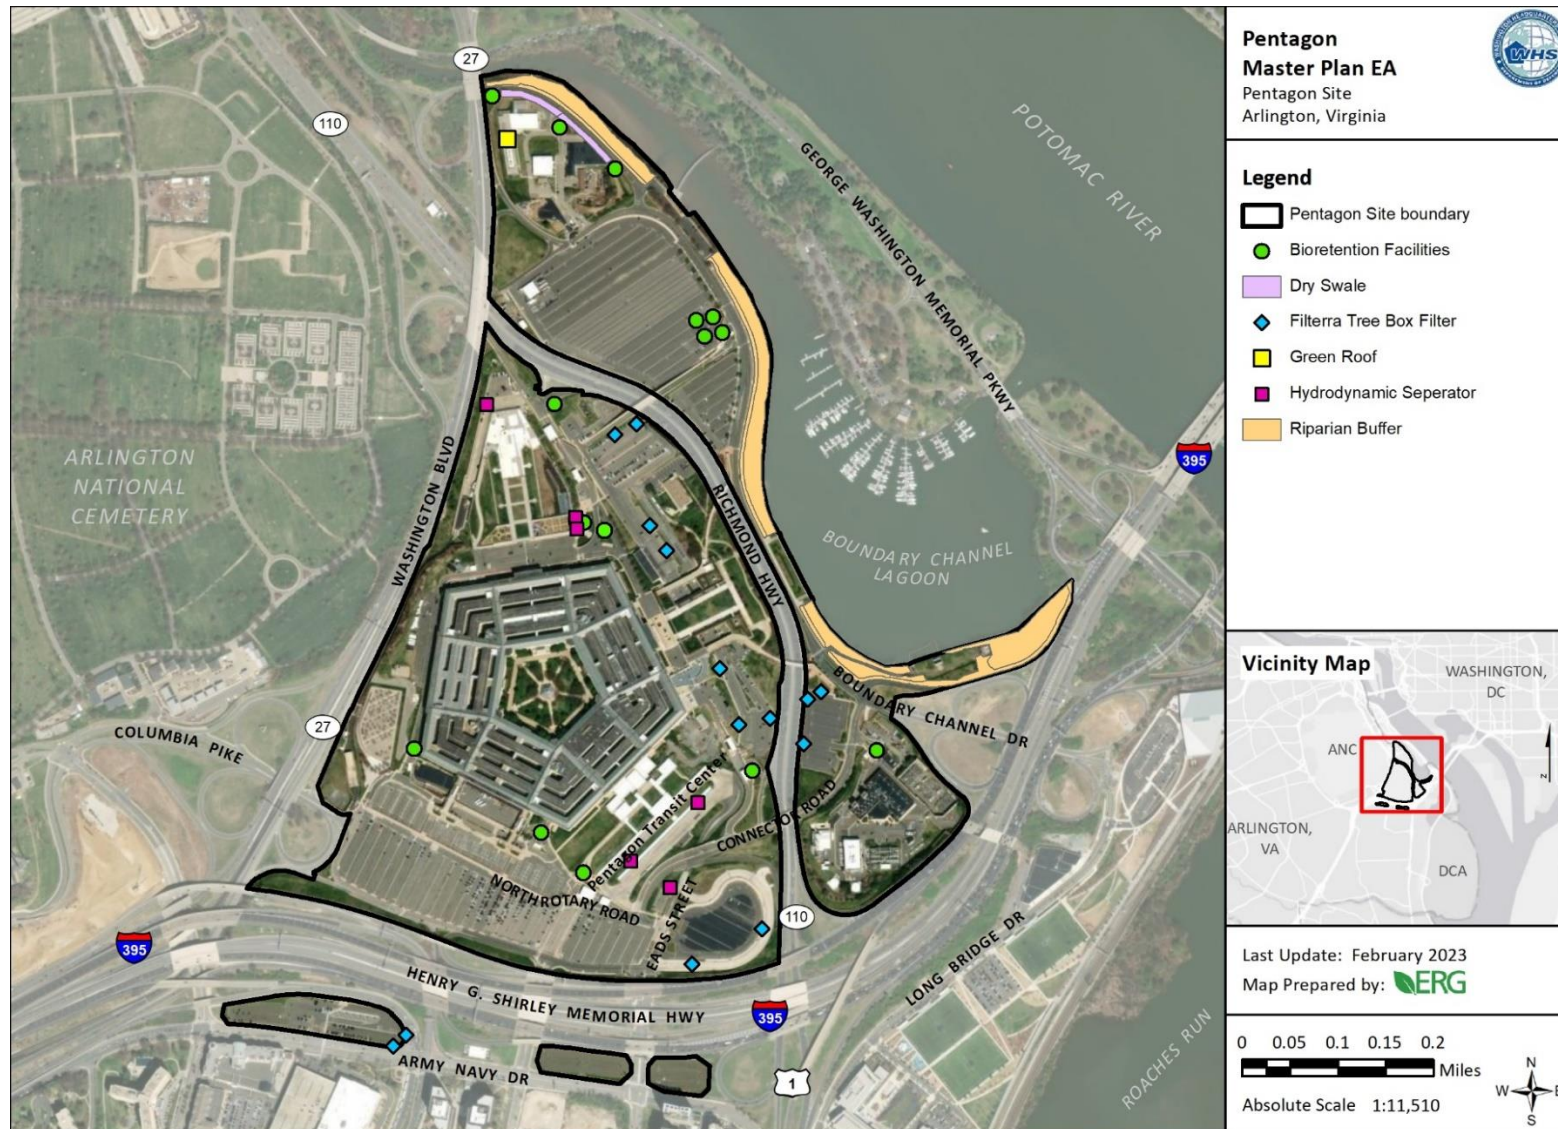 Pentagon
Master Plan EA
Pentagon Site
Arlington, Virginia
WHS
Legend
Pentagon Site boundary
Bioretention Facilities
Dry Swale
Filterra Tree Box Filter
Green Roof
Hydrodynamic Seperator
Riparian Buffer
27
110
POTOMAC RIVER
GEORGE WASHINGTON MEMORIAL PKWY
395
ARLINGTON
NATIONAL
CEMETERY
WASHINGTON BLVD
RICHMOND HWY
BOUNDARY CHANNEL
LAGOON
BOUNDARY CHANNEL DR
COLUMBIA PIKE
27
Pentagon Transit Center
CONNECTOR ROAD
NORTH ROTARY ROAD
EADS STREET
110
395
HENRY G. SHIRLEY MEMORIAL HWY
395
LONG BRIDGE DR
ARMY NAVY DR
1
ROACHES RUN
Vicinity Map
WASHINGTON,
DC
ANC
N
ARLINGTON,
VA
DCA
Last Update: February 2023
Map Prepared by: ERG
0 0.05 0.1 0.15 0.2
Miles
Absolute Scale 1:11,510
N
W E
S